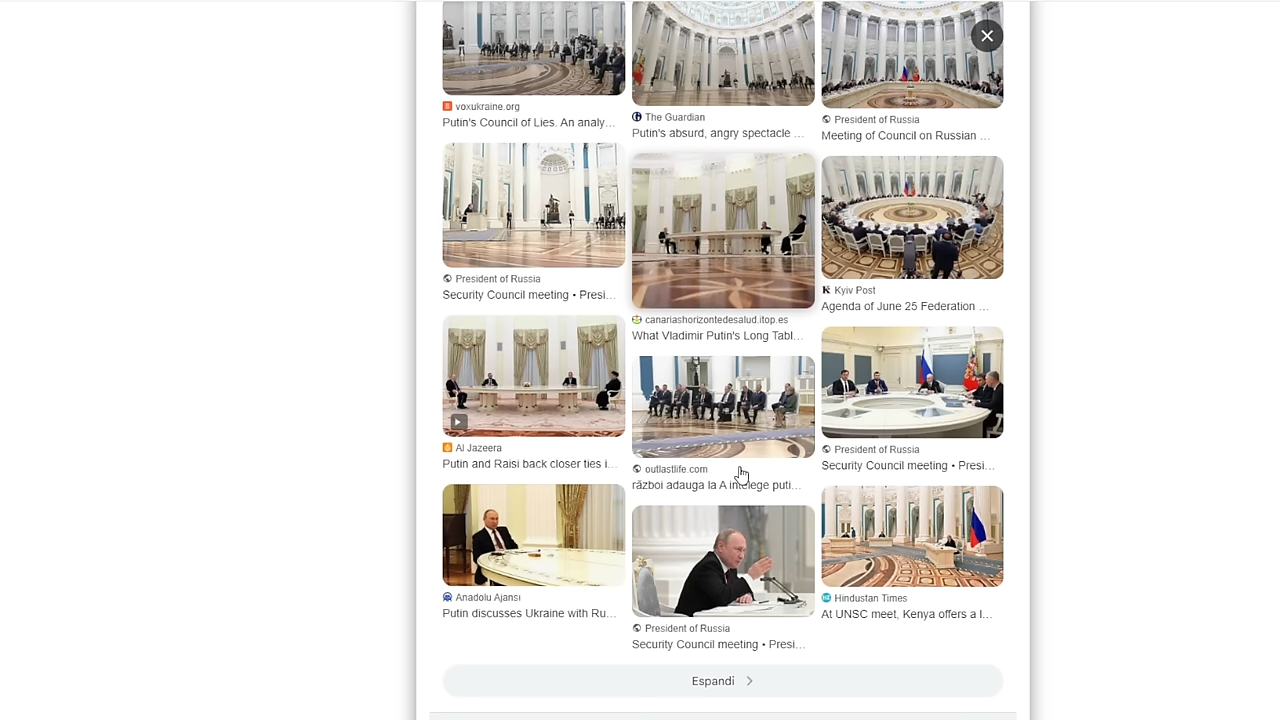 voxukraine.org
Putin's Council of Lies. An analy...
The Guardian
Putin's absurd, angry spectacle ...
President of Russia
Meeting of Council on Russian ...
President of Russia
Security Council meeting • Presi...
canariashorizontedesalud.itop.es
What Vladimir Putin's Long Tabl...
Kyiv Post
Agenda of June 25 Federation ...
Al Jazeera
Putin and Raisi back closer ties i...
outlastlife.com
război adauga la A intelege puti...
President of Russia
Security Council meeting • Presi...
Anadolu Ajansı
Putin discusses Ukraine with Ru...
President of Russia
Security Council meeting • Presi...
Hindustan Times
At UNSC meet, Kenya offers a l...
Espandi